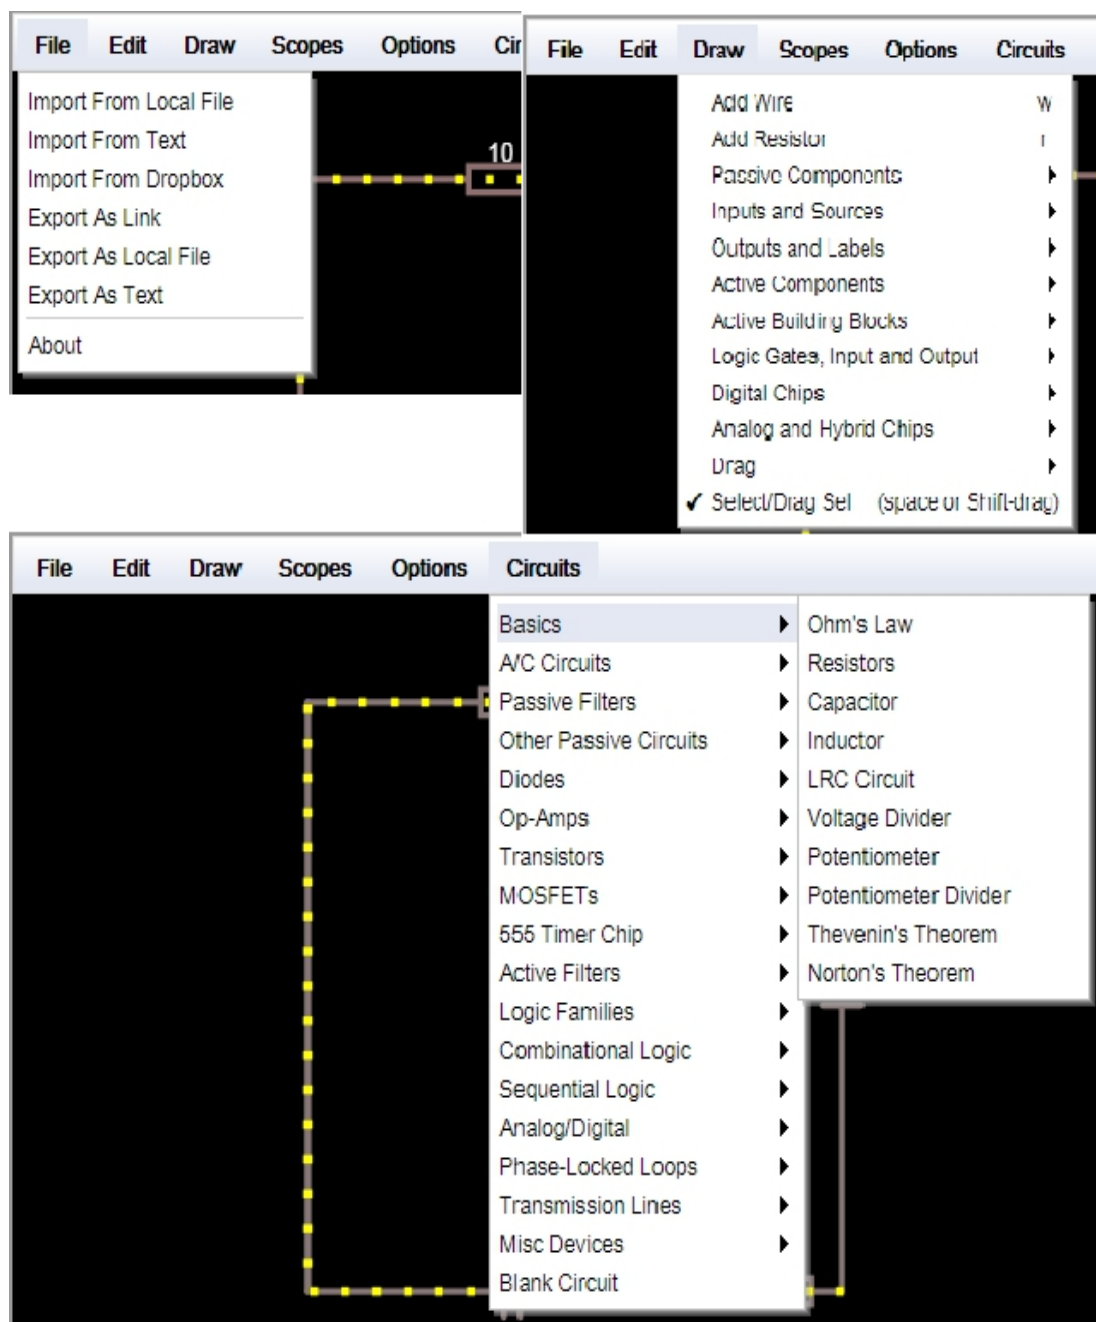 File Edit Draw Scopes Options Cir
Import From Local File
Import From Text
Import From Dropbox
Export As Link
Export As Local File
Export As Text
About
10
File Edit Draw Scopes Options Circuits
Add Wire w
Add Resistor r
Passive Components
Inputs and Sources
Outputs and Labels
Active Components
Active Building Blocks
Logic Gates, Input and Output
Digital Chips
Analog and Hybrid Chips
Drag
✓ Select/Drag Sel (space or Shift-drag)
File Edit Draw Scopes Options Circuits
Basics
A/C Circuits
Passive Filters
Other Passive Circuits
Diodes
Op-Amps
Transistors
MOSFETs
555 Timer Chip
Active Filters
Logic Families
Combinational Logic
Sequential Logic
Analog/Digital
Phase-Locked Loops
Transmission Lines
Misc Devices
Blank Circuit
Ohm's Law
Resistors
Capacitor
Inductor
LRC Circuit
Voltage Divider
Potentiometer
Potentiometer Divider
Thevenin's Theorem
Norton's Theorem